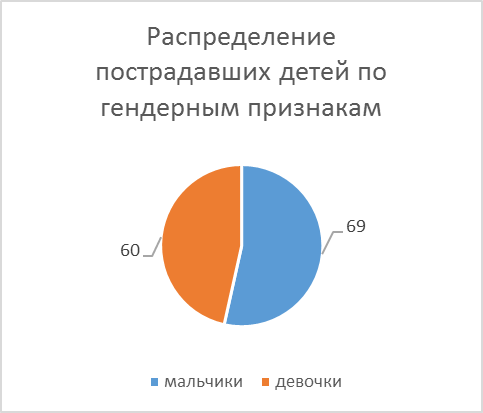 Распределение
пострадавших детей по
гендерным признакам
69
60
мальчики девочки